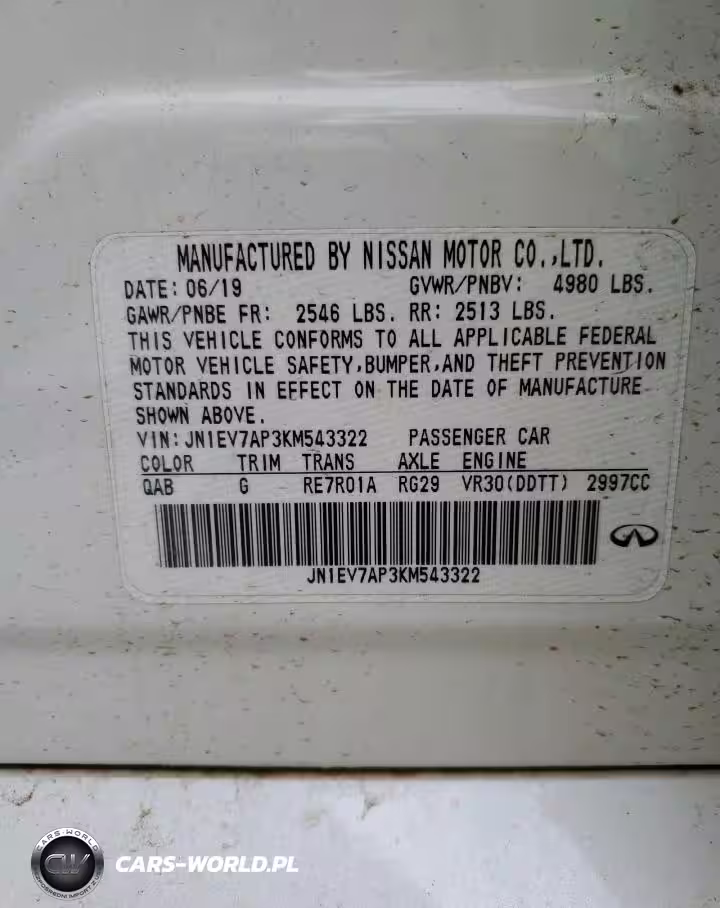 MANUFACTURED BY NISSAN MOTOR CO.,LTD.
DATE: 06/19 GVWR/PNBV: 4980 LBS.
GAWR/PNBE FR: 2546 LBS. RR: 2513 LBS.
THIS VEHICLE CONFORMS TO ALL APPLICABLE FEDERAL
MOTOR VEHICLE SAFETY,BUMPER,AND THEFT PREVENTION
STANDARDS IN EFFECT ON THE DATE OF MANUFACTURE
SHOWN ABOVE.
VIN: JN1EV7AP3KM543322 PASSENGER CAR
COLOR TRIM TRANS AXLE ENGINE
QAB G RE7R01A RG29 VR30(DDTT) 2997CC
JN1EV7AP3KM543322
CARS-WORLD
CW
CARS-WORLD.PL